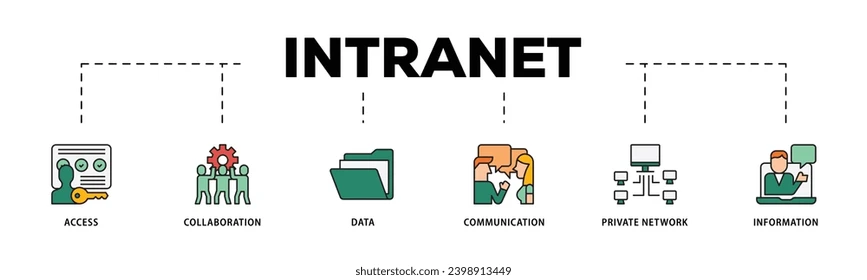 INTRANET
ACCESS
COLLABORATION
DATA
COMMUNICATION
PRIVATE NETWORK
INFORMATION
shutterstock.com · 2398913449